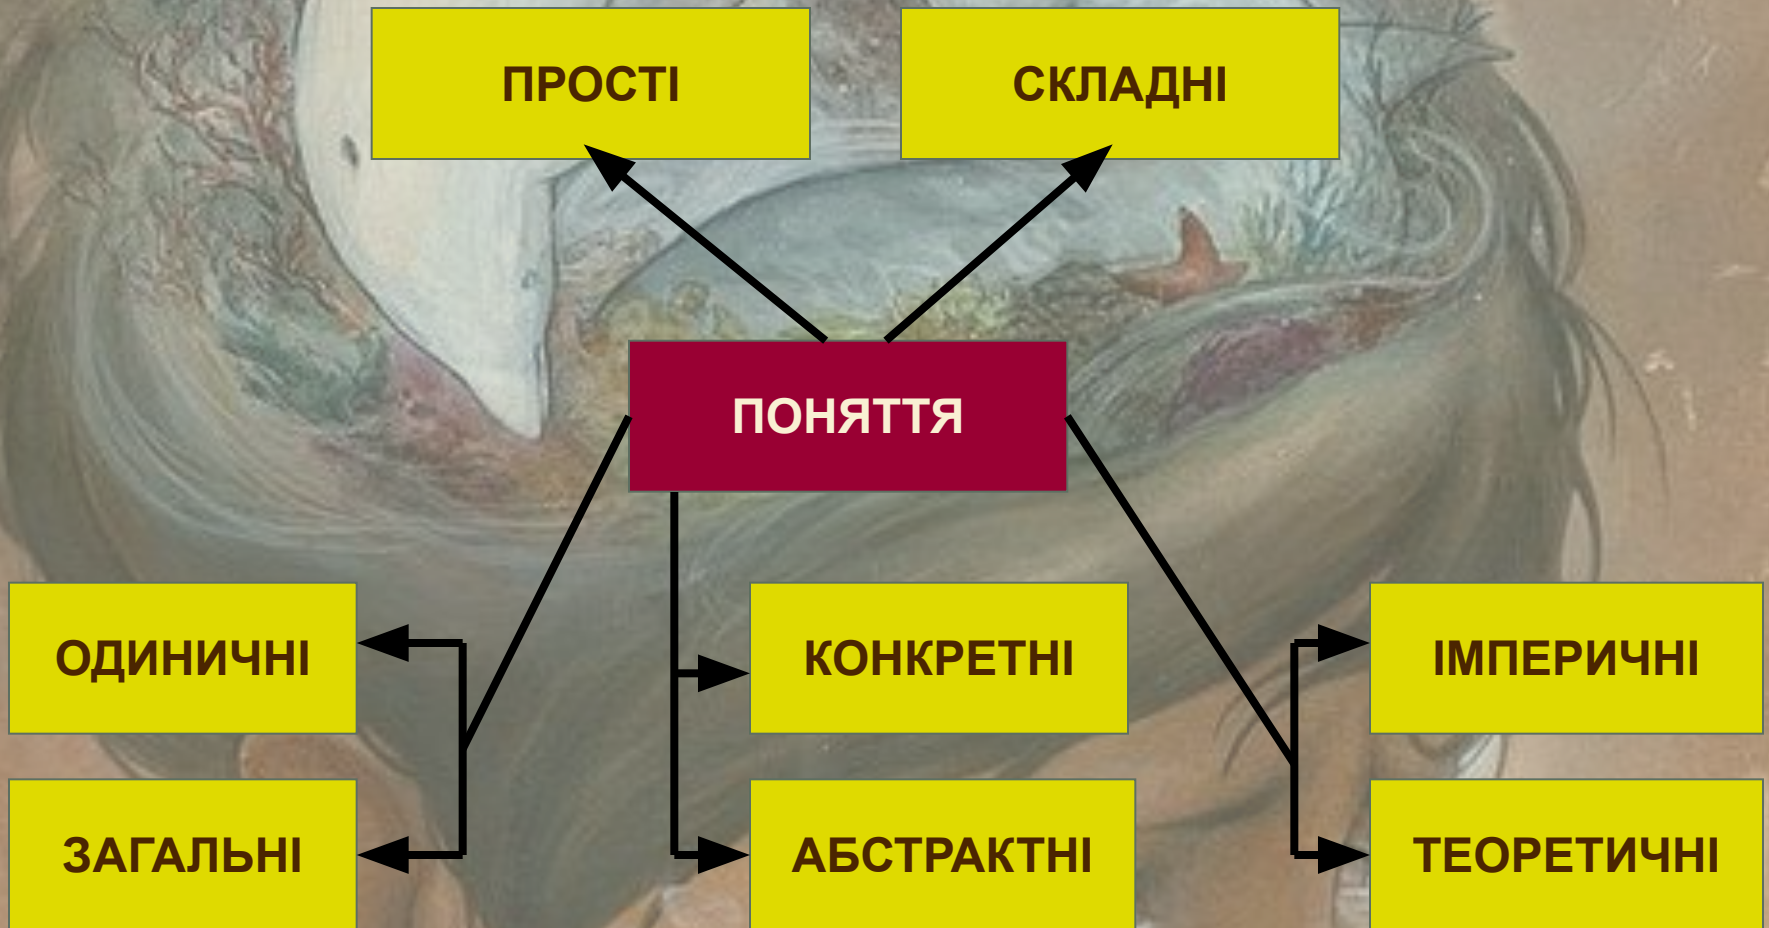 ПРОСТІ
СКЛАДНІ
ПОНЯТТЯ
ОДИНИЧНІ
КОНКРЕТНІ
ІМПЕРИЧНІ
ЗАГАЛЬНІ
АБСТРАКТНІ
ТЕОРЕТИЧНІ